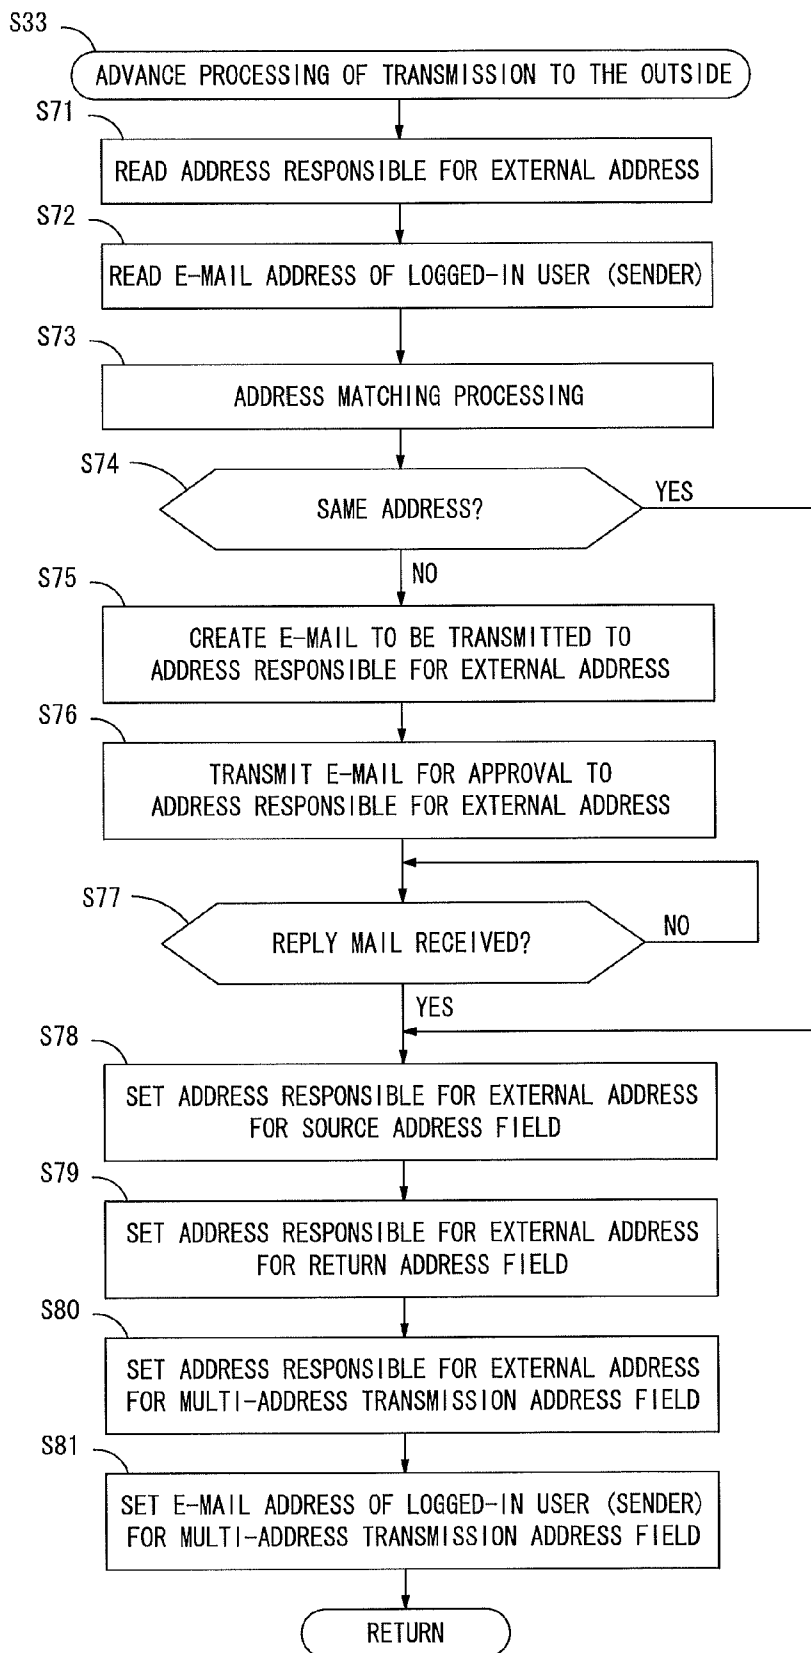 S33
ADVANCE PROCESSING OF TRANSMISSION TO THE OUTSIDE
S71
READ ADDRESS RESPONSIBLE FOR EXTERNAL ADDRESS
S72
READ E-MAIL ADDRESS OF LOGGED-IN USER (SENDER)
S73
ADDRESS MATCHING PROCESSING
S74
SAME ADDRESS?
YES
NO
S75
CREATE E-MAIL TO BE TRANSMITTED TO
ADDRESS RESPONSIBLE FOR EXTERNAL ADDRESS
S76
TRANSMIT E-MAIL FOR APPROVAL TO
ADDRESS RESPONSIBLE FOR EXTERNAL ADDRESS
S77
REPLY MAIL RECEIVED?
NO
YES
S78
SET ADDRESS RESPONSIBLE FOR EXTERNAL ADDRESS
FOR SOURCE ADDRESS FIELD
S79
SET ADDRESS RESPONSIBLE FOR EXTERNAL ADDRESS
FOR RETURN ADDRESS FIELD
S80
SET ADDRESS RESPONSIBLE FOR EXTERNAL ADDRESS
FOR MULTI-ADDRESS TRANSMISSION ADDRESS FIELD
S81
SET E-MAIL ADDRESS OF LOGGED-IN USER (SENDER)
FOR MULTI-ADDRESS TRANSMISSION ADDRESS FIELD
RETURN